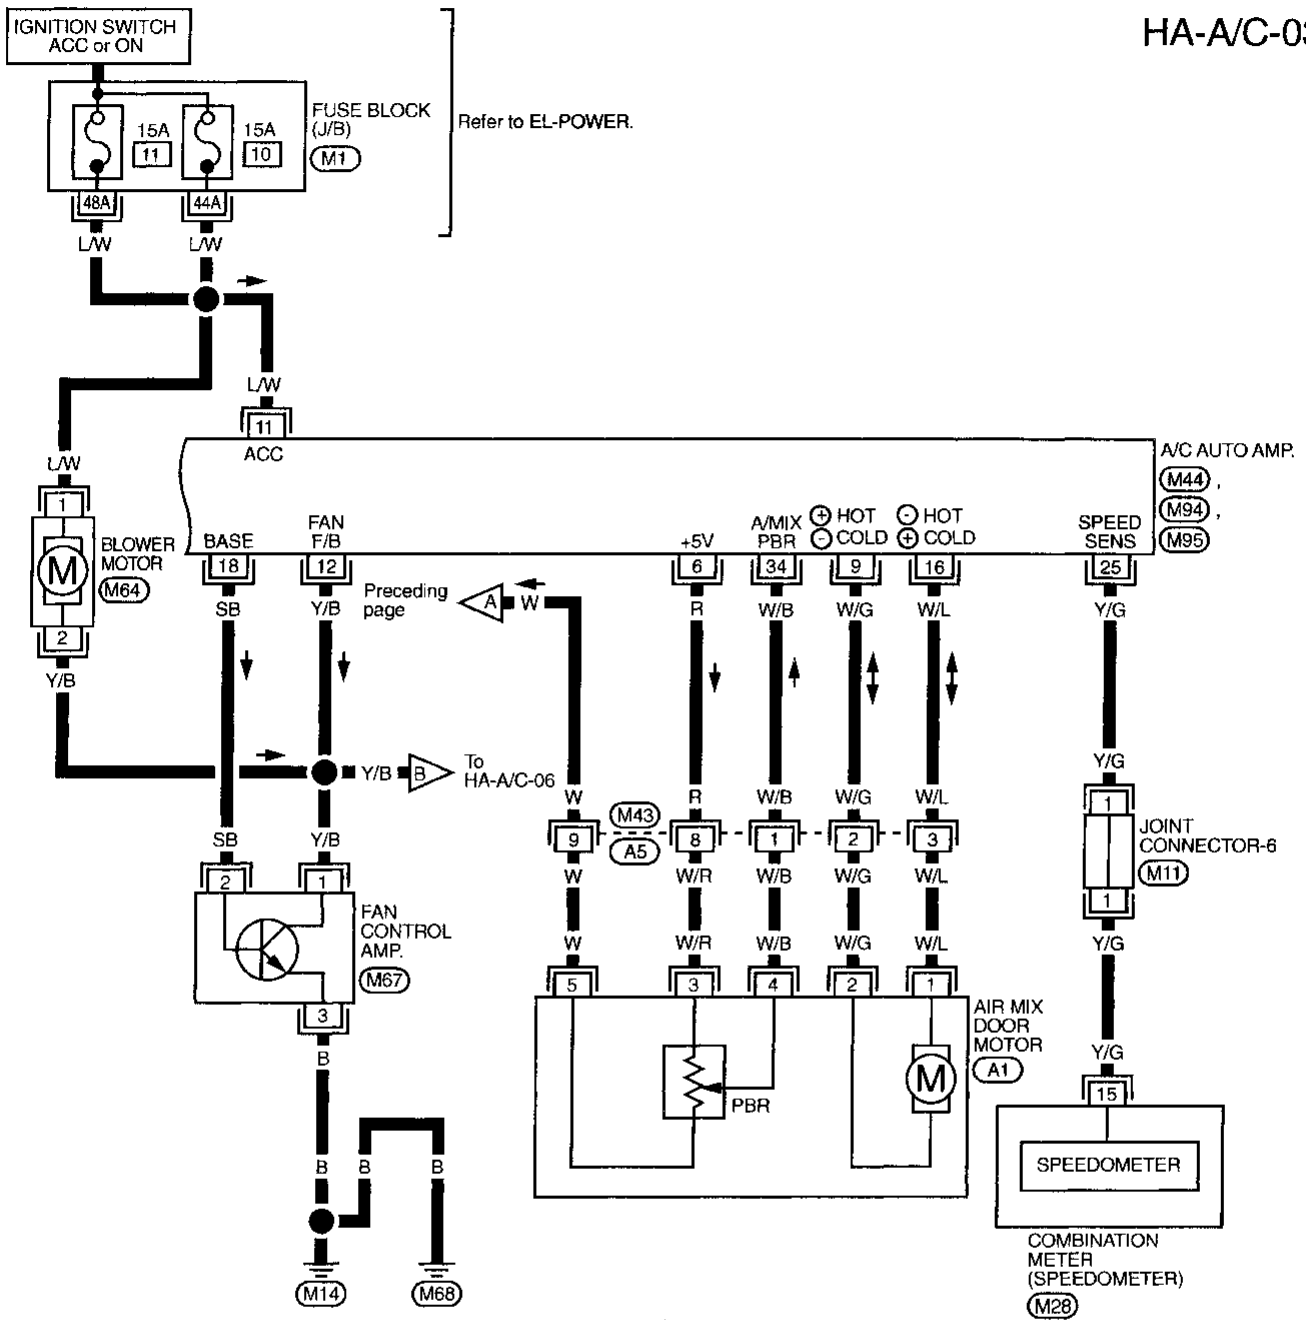 HA-A/C-03
IGNITION SWITCH
ACC or ON
FUSE BLOCK
(J/B)
M1
15A
11
15A
10
Refer to EL-POWER.
48A
44A
L/W
L/W
L/W
11
ACC
L/W
1
BLOWER
MOTOR
M64
M
2
Y/B
A/C AUTO AMP.
M44 ,
M94 ,
M95
BASE
FAN
F/B
+5V
A/MIX
PBR
+ HOT
- COLD
- HOT
+ COLD
SPEED
SENS
18
12
6
34
9
16
25
SB
Y/B
Preceding
page
A
W
R
W/B
W/G
W/L
Y/G
Y/B
B
To
HA-A/C-06
W
R
W/B
W/G
W/L
Y/G
M43
A5
9
8
1
2
3
1
JOINT
CONNECTOR-6
M11
1
SB
Y/B
2
1
W
W/R
W/B
W/G
W/L
FAN
CONTROL
AMP.
M67
3
W
W/R
W/B
W/G
W/L
Y/G
5
3
4
2
1
AIR MIX
DOOR
MOTOR
A1
PBR
M
B
Y/G
15
SPEEDOMETER
B
B
B
COMBINATION
METER
(SPEEDOMETER)
M28
M14
M68